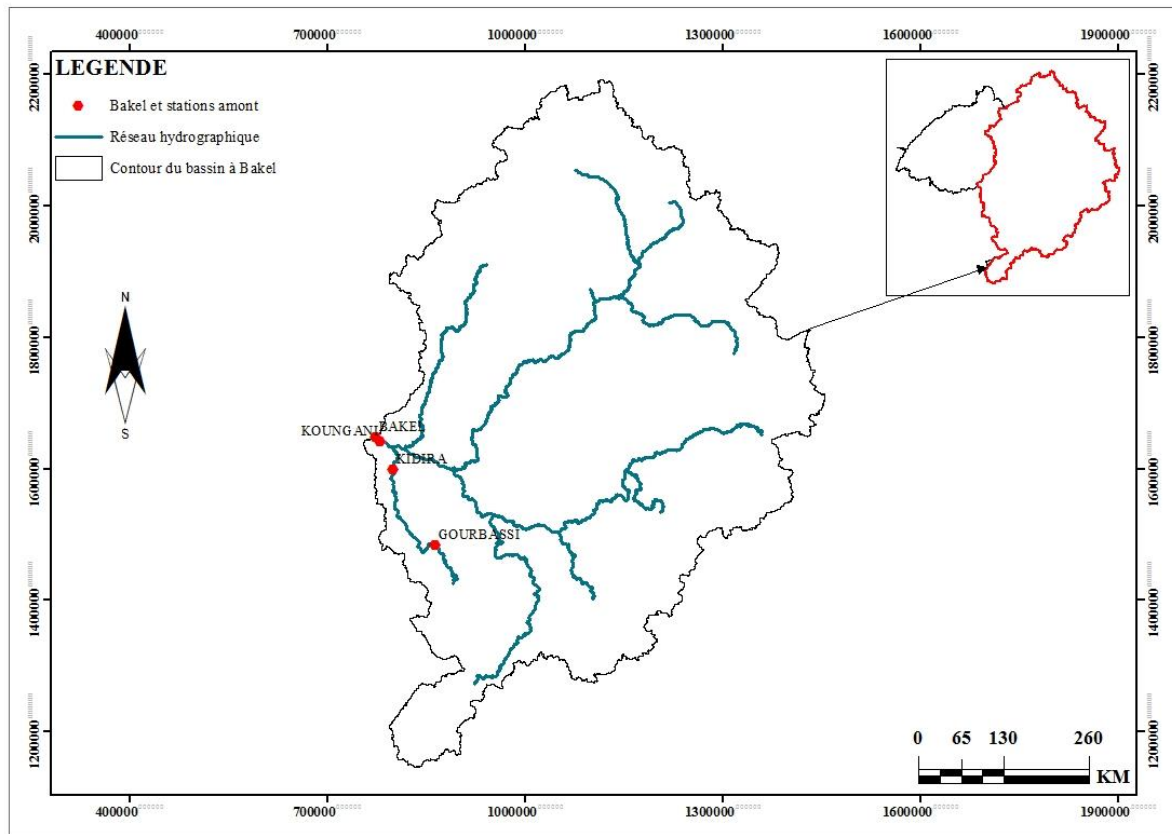 400000 700000 1000000 1300000 1600000 1900000
LEGENDE
Bakel et stations amont
Réseau hydrographique
Contour du bassin à Bakel
2200000
2000000
1800000
1600000
1400000
1200000
N
S
KOUNGANI
BAKEL
KIDIRA
GOURBASSI
2200000
2000000
1800000
1600000
1400000
1200000
0 65 130 260
KM
400000 700000 1000000 1300000 1600000 1900000